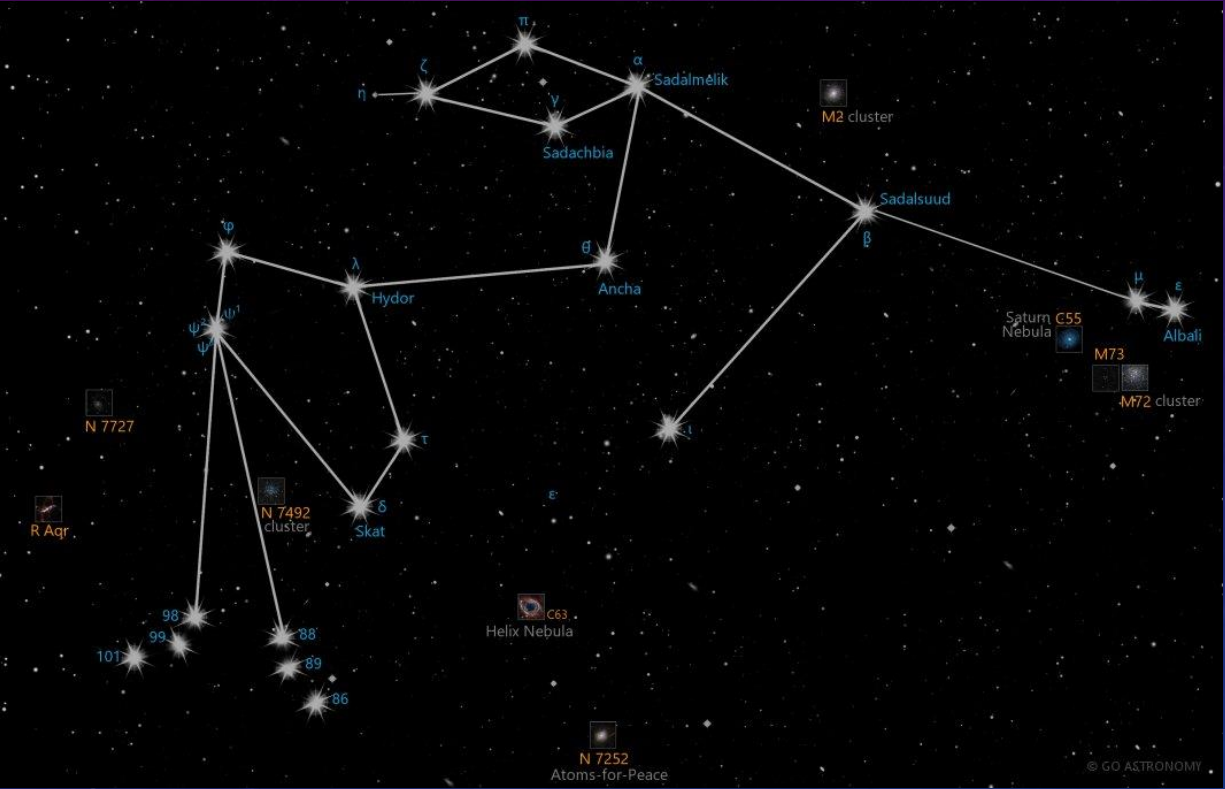 π
ζ
α
Sadalmelik
η
γ
M2 cluster
Sadachbia
Sadalsuud
φ
β
θ
λ
μ
ε
Ancha
Hydor
ψ¹
ψ²
Saturn C55
Nebula
Albali
ψ
M73
M72 cluster
N 7727
ι
τ
ε
N 7492
cluster
δ
R Aqr
Skat
C63
98
Helix Nebula
99
88
101
89
86
N 7252
Atoms-for-Peace
© GO ASTRONOMY